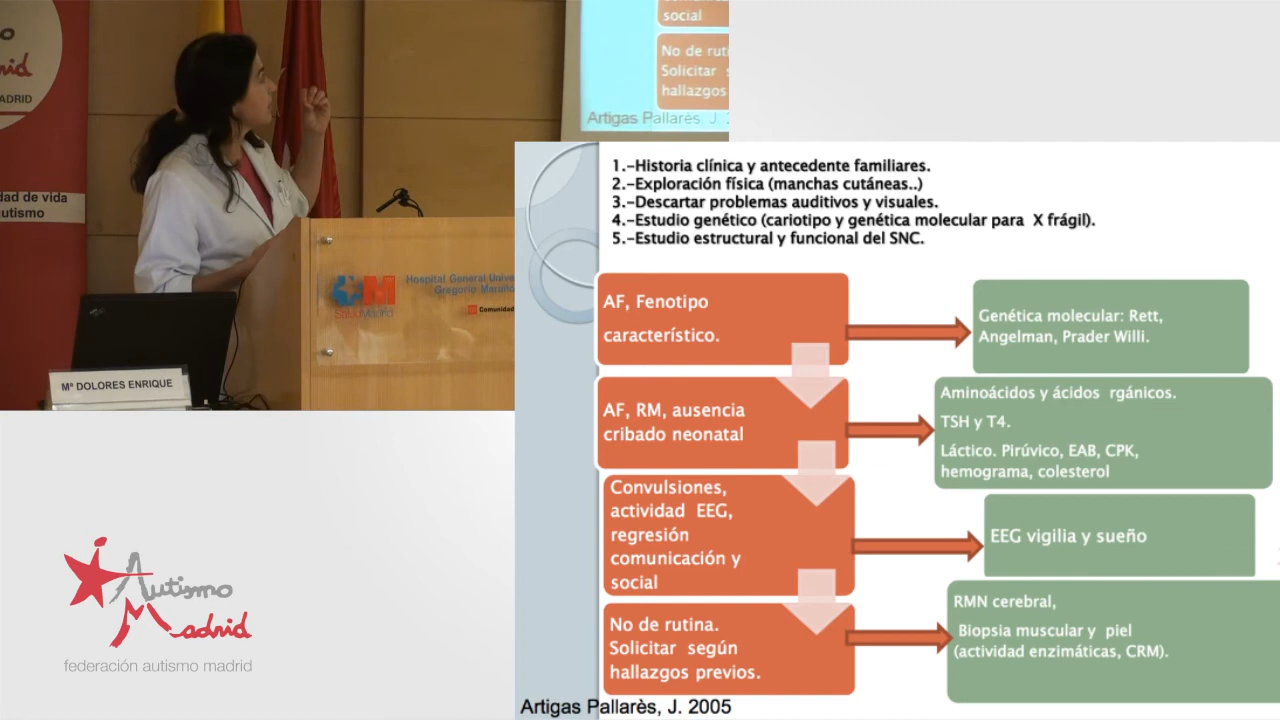 social
No de
Solicitar
hallazgos
Artigas Pallarès, J.
ADRID
dad de vida
utismo
Hospital General
Gregorio
SaludMadrid
Comunidad
Mª DOLORES ENRIQUE
1.-Historia clínica y antecedente familiares.
2.-Exploración física (manchas cutáneas..)
3.-Descartar problemas auditivos y visuales.
4.-Estudio genético (cariotipo y genética molecular para X frágil).
5.-Estudio estructural y funcional del SNC.
AF, Fenotipo
característico.
Genética molecular: Rett,
Angelman, Prader Willi.
AF, RM, ausencia
cribado neonatal
Aminoácidos y ácidos rgánicos.
TSH y T4.
Láctico. Pirúvico, EAB, CPK,
hemograma, colesterol
Convulsiones,
actividad EEG,
regresión
comunicación y
social
EEG vigilia y sueño
No de rutina.
Solicitar según
hallazgos previos.
RMN cerebral,
Biopsia muscular y piel
(actividad enzimáticas, CRM).
Artigas Pallarès, J. 2005
Autismo
Madrid
federación autismo madrid